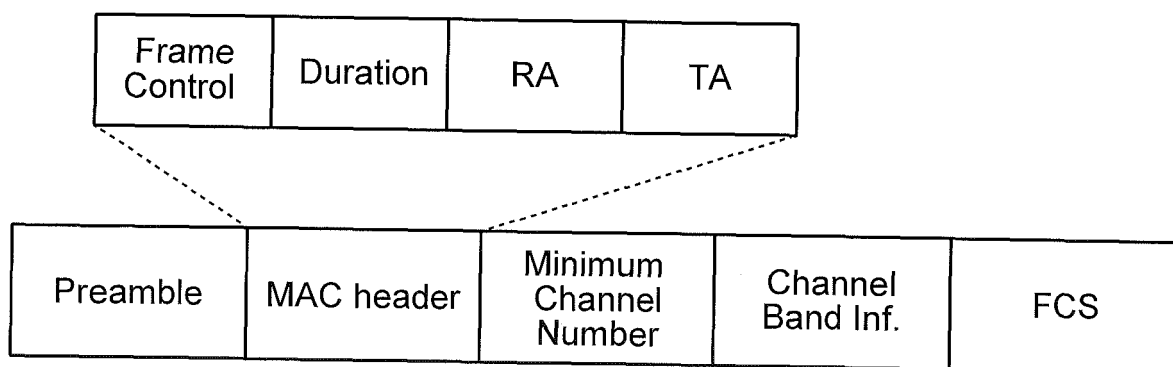 Frame
Control
Duration
RA
TA
Preamble
MAC header
Minimum
Channel
Number
Channel
Band Inf.
FCS